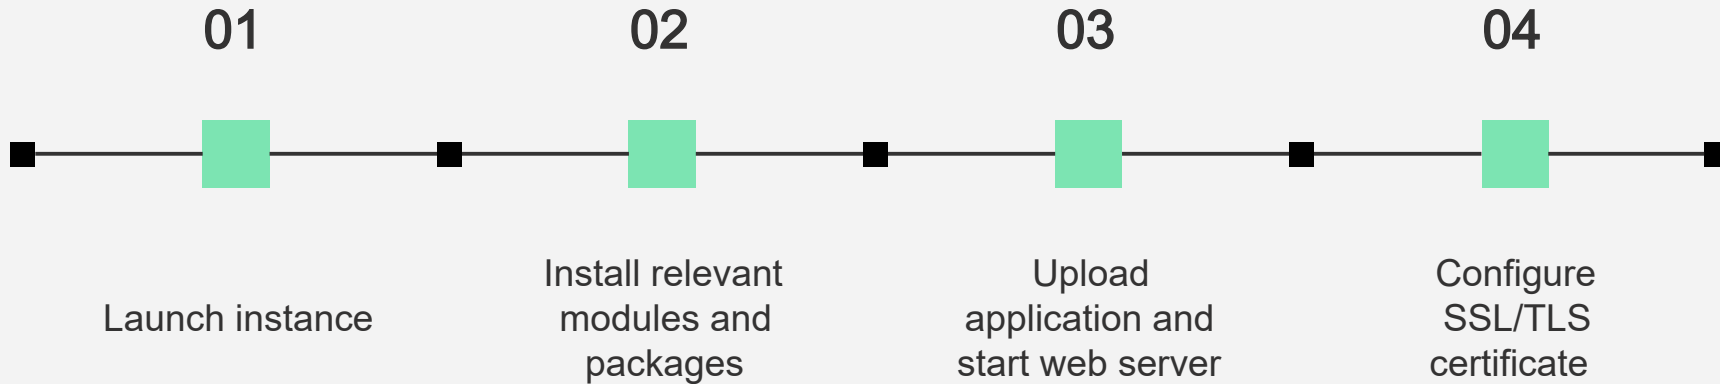 01
02
03
04
Launch instance
Install relevant
modules and
packages
Upload
application and
start web server
Configure
SSL/TLS
certificate